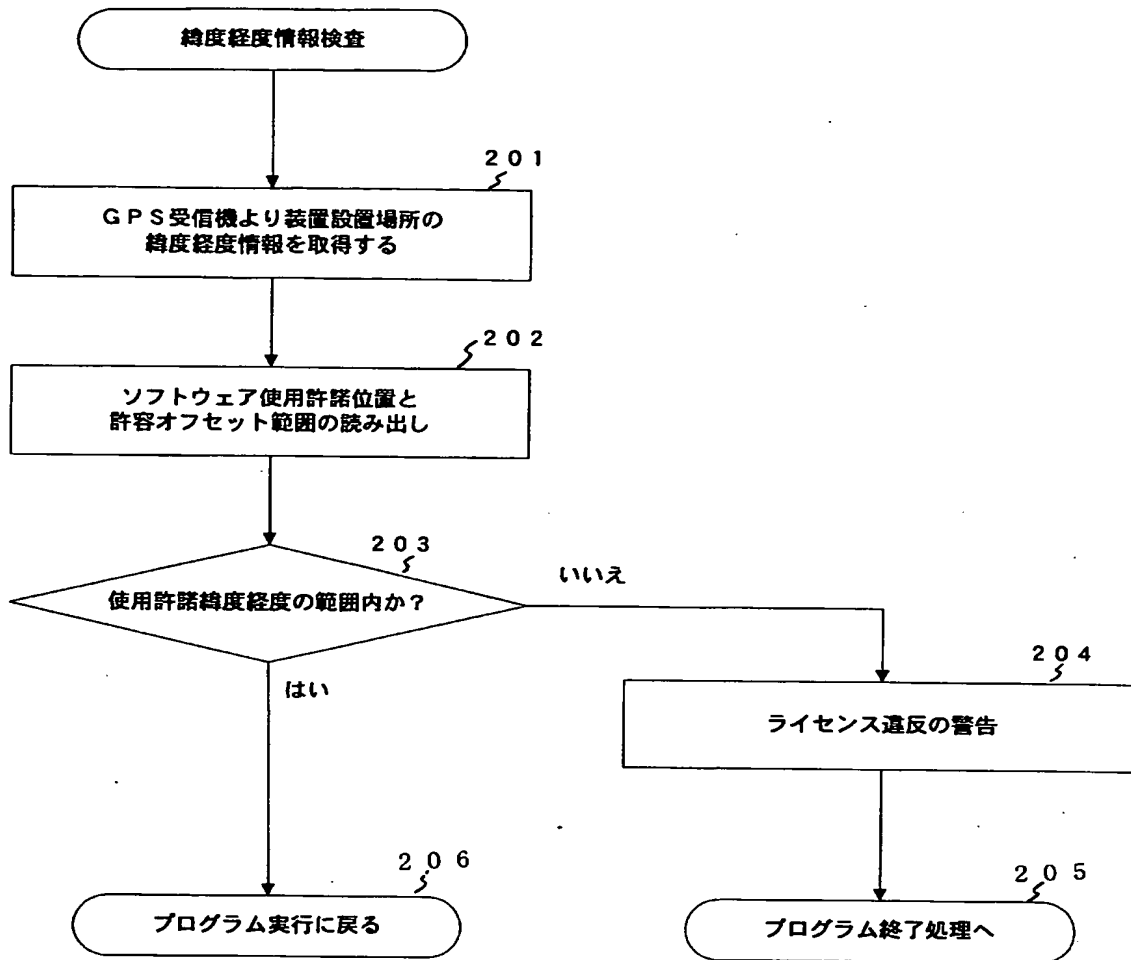 緯度経度情報検査
201
GPS受信機より装置設置場所の
緯度経度情報を取得する
202
ソフトウェア使用許諾位置と
許容オフセット範囲の読み出し
203
使用許諾緯度経度の範囲内か?
いいえ
はい
204
ライセンス違反の警告
206
プログラム実行に戻る
205
プログラム終了処理へ